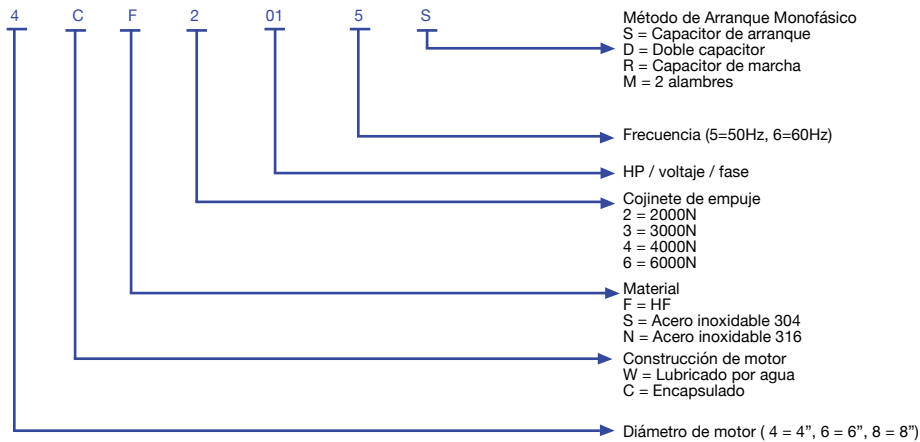 4 C F 2 01 5 S
Método de Arranque Monofásico
S = Capacitor de arranque
D = Doble capacitor
R = Capacitor de marcha
M = 2 alambres
Frecuencia (5=50Hz, 6=60Hz)
HP / voltaje / fase
Cojinete de empuje
2 = 2000N
3 = 3000N
4 = 4000N
6 = 6000N
Material
F = HF
S = Acero inoxidable 304
N = Acero inoxidable 316
Construcción de motor
W = Lubricado por agua
C = Encapsulado
Diámetro de motor ( 4 = 4”, 6 = 6”, 8 = 8”)